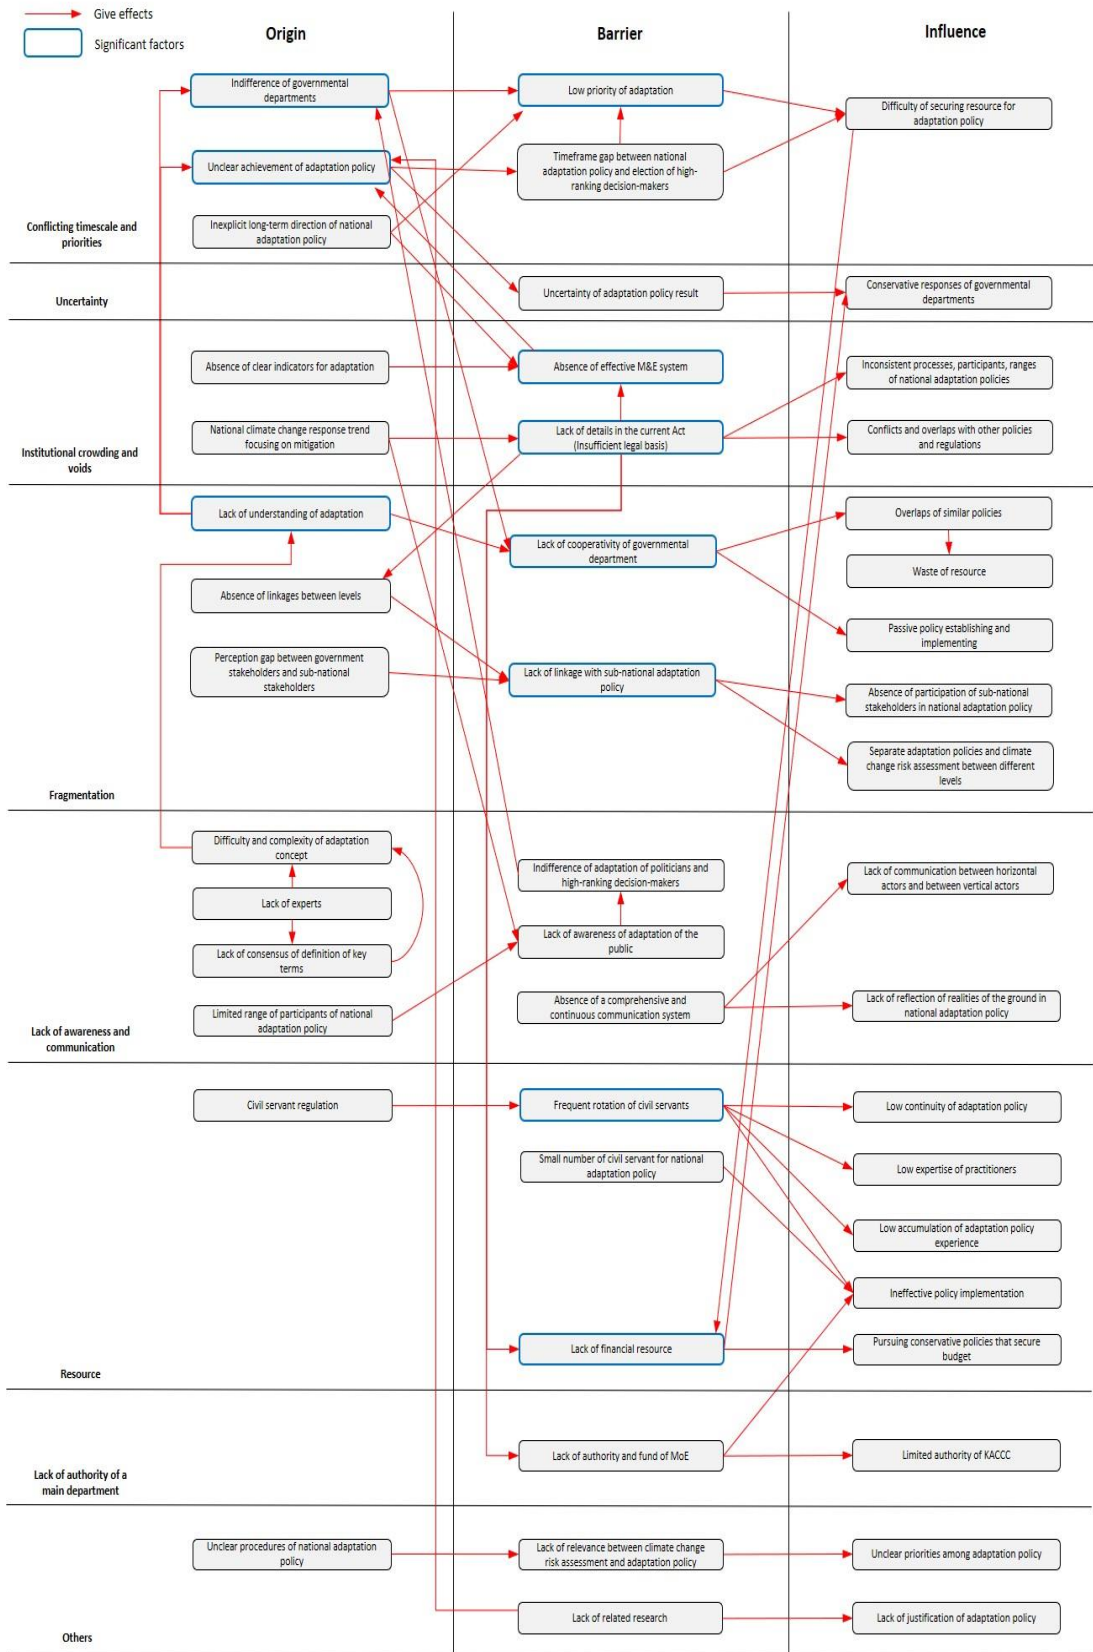 Give effects
Significant factors
Origin
Barrier
Influence
Indifference of governmental
departments
Low priority of adaptation
Difficulty of securing resource for
adaptation policy
Unclear achievement of adaptation policy
Timeframe gap between national
adaptation policy and election of high-
ranking decision-makers
Inexplicit long-term direction of national
adaptation policy
Conflicting timescale and
priorities
Uncertainty of adaptation policy result
Conservative responses of governmental
departments
Uncertainty
Absence of clear indicators for adaptation
Absence of effective M&E system
Inconsistent processes, participants, ranges
of national adaptation policies
National climate change response trend
focusing on mitigation
Lack of details in the current Act
(Insufficient legal basis)
Conflicts and overlaps with other policies
and regulations
Institutional crowding and
voids
Lack of understanding of adaptation
Lack of cooperativity of governmental
department
Overlaps of similar policies
Waste of resource
Absence of linkages between levels
Passive policy establishing and
implementing
Perception gap between government
stakeholders and sub-national
stakeholders
Lack of linkage with sub-national adaptation
policy
Absence of participation of sub-national
stakeholders in national adaptation policy
Separate adaptation policies and climate
change risk assessment between different
levels
Fragmentation
Difficulty and complexity of adaptation
concept
Indifference of adaptation of politicians
and high-ranking decision-makers
Lack of communication between horizontal
actors and between vertical actors
Lack of experts
Lack of awareness of adaptation of the
public
Lack of consensus of definition of key
terms
Limited range of participants of national
adaptation policy
Absence of a comprehensive and
continuous communication system
Lack of reflection of realities of the ground in
national adaptation policy
Lack of awareness and
communication
Civil servant regulation
Frequent rotation of civil servants
Low continuity of adaptation policy
Small number of civil servant for national
adaptation policy
Low expertise of practitioners
Low accumulation of adaptation policy
experience
Ineffective policy implementation
Lack of financial resource
Pursuing conservative policies that secure
budget
Resource
Lack of authority and fund of MoE
Limited authority of KACCC
Lack of authority of a
main department
Unclear procedures of national adaptation
policy
Lack of relevance between climate change
risk assessment and adaptation policy
Unclear priorities among adaptation policy
Lack of related research
Lack of justification of adaptation policy
Others